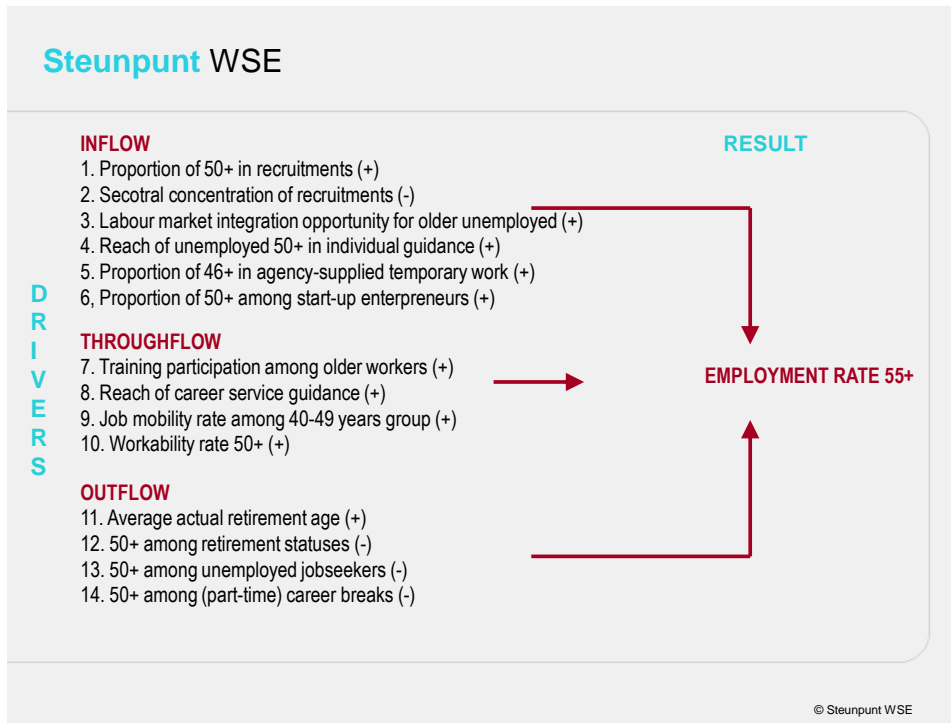 Steunpunt WSE
INFLOW
1. Proportion of 50+ in recruitments (+)
2. Secotral concentration of recruitments (-)
3. Labour market integration opportunity for older unemployed (+)
4. Reach of unemployed 50+ in individual guidance (+)
5. Proportion of 46+ in agency-supplied temporary work (+)
6, Proportion of 50+ among start-up enterpreneurs (+)
THROUGHFLOW
7. Training participation among older workers (+)
8. Reach of career service guidance (+)
9. Job mobility rate among 40-49 years group (+)
10. Workability rate 50+ (+)
OUTFLOW
11. Average actual retirement age (+)
12. 50+ among retirement statuses (-)
13. 50+ among unemployed jobseekers (-)
14. 50+ among (part-time) career breaks (-)
D
R
I
V
E
R
S
RESULT
EMPLOYMENT RATE 55+
© Steunpunt WSE